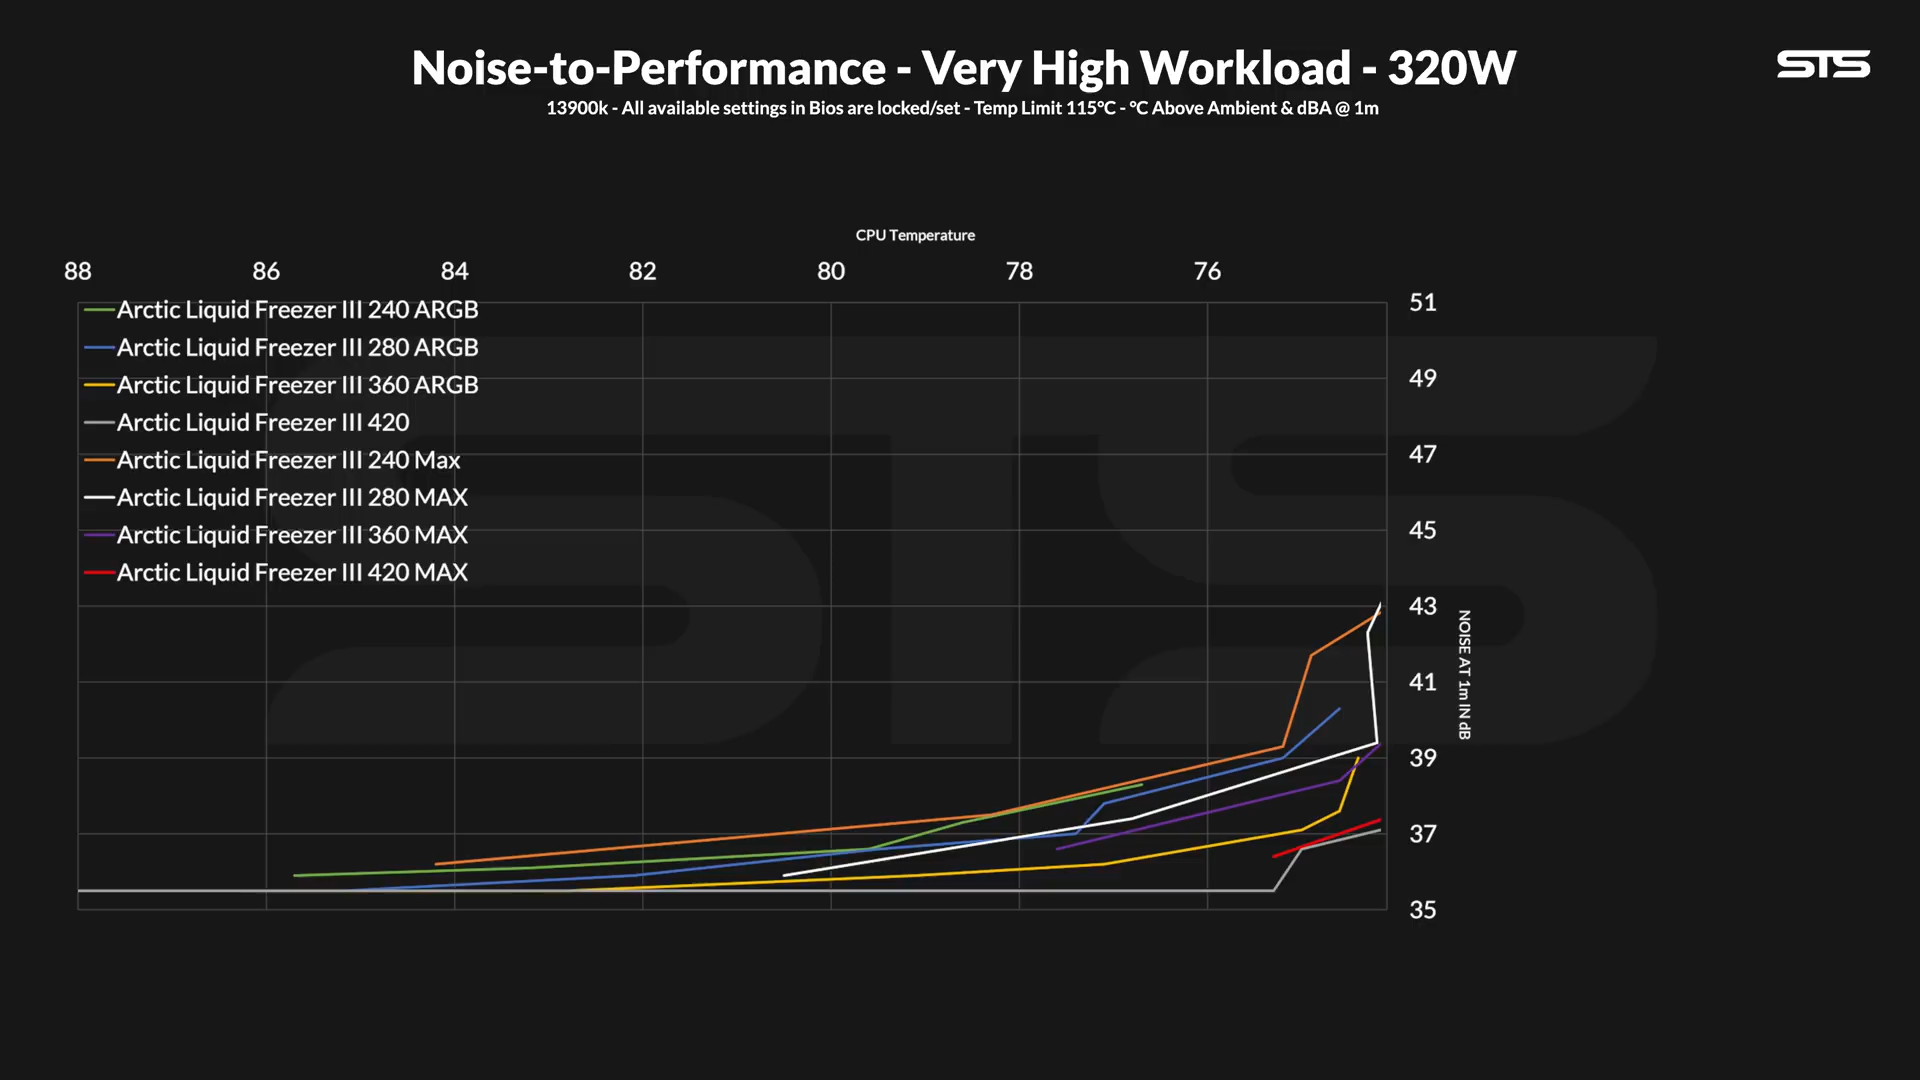 Noise-to-Performance - Very High Workload - 320W
STS
13900k - All available settings in Bios are locked/set - Temp Limit 115°C - °C Above Ambient & dBA @ 1m
CPU Temperature
88 86 84 82 80 78 76
Arctic Liquid Freezer III 240 ARGB
Arctic Liquid Freezer III 280 ARGB
Arctic Liquid Freezer III 360 ARGB
Arctic Liquid Freezer III 420
Arctic Liquid Freezer III 240 Max
Arctic Liquid Freezer III 280 MAX
Arctic Liquid Freezer III 360 MAX
Arctic Liquid Freezer III 420 MAX
51
49
47
45
43
41
39
37
35
NOISE AT 1m IN dB
STS